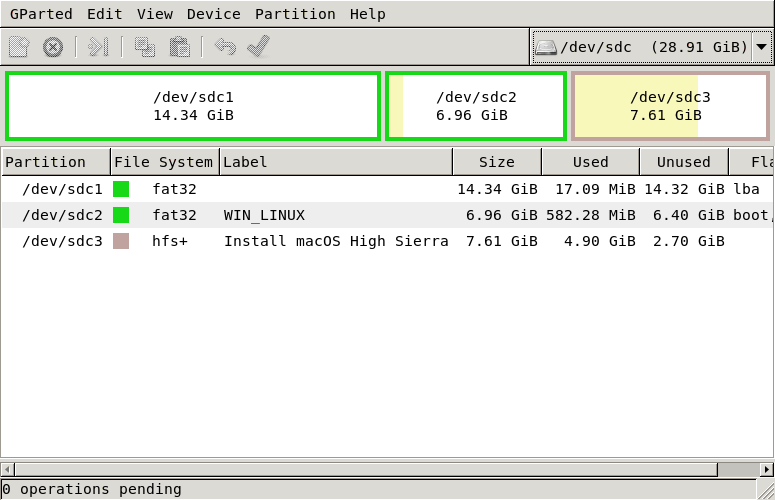 GParted Edit View Device Partition Help
/dev/sdc (28.91 GiB)
/dev/sdc1
14.34 GiB
/dev/sdc2
6.96 GiB
/dev/sdc3
7.61 GiB
Partition File System Label Size Used Unused Fla
/dev/sdc1 fat32 14.34 GiB 17.09 MiB 14.32 GiB lba
/dev/sdc2 fat32 WIN_LINUX 6.96 GiB 582.28 MiB 6.40 GiB boot,
/dev/sdc3 hfs+ Install macOS High Sierra 7.61 GiB 4.90 GiB 2.70 GiB
0 operations pending